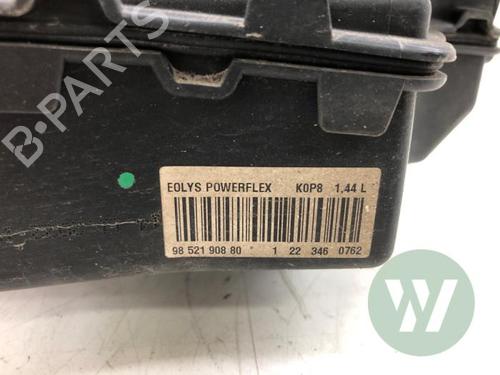 B-PARTS
EOLYS POWERFLEX K0P8 1,44 L
98 521 908 80 1 22 346 0762
W